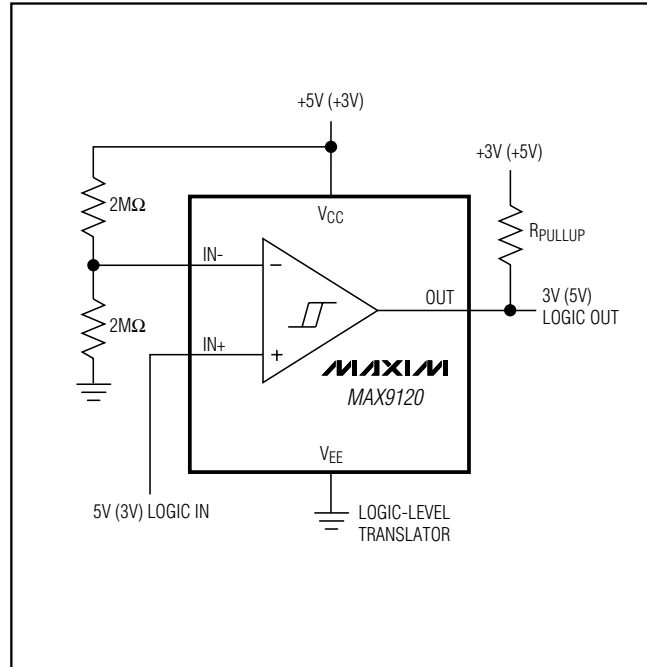 +5V (+3V)
+3V (+5V)
2MΩ
VCC
RPULLUP
IN-
−
OUT
3V (5V)
LOGIC OUT
2MΩ
IN+
+
MAXIM
MAX9120
VEE
5V (3V) LOGIC IN
LOGIC-LEVEL
TRANSLATOR